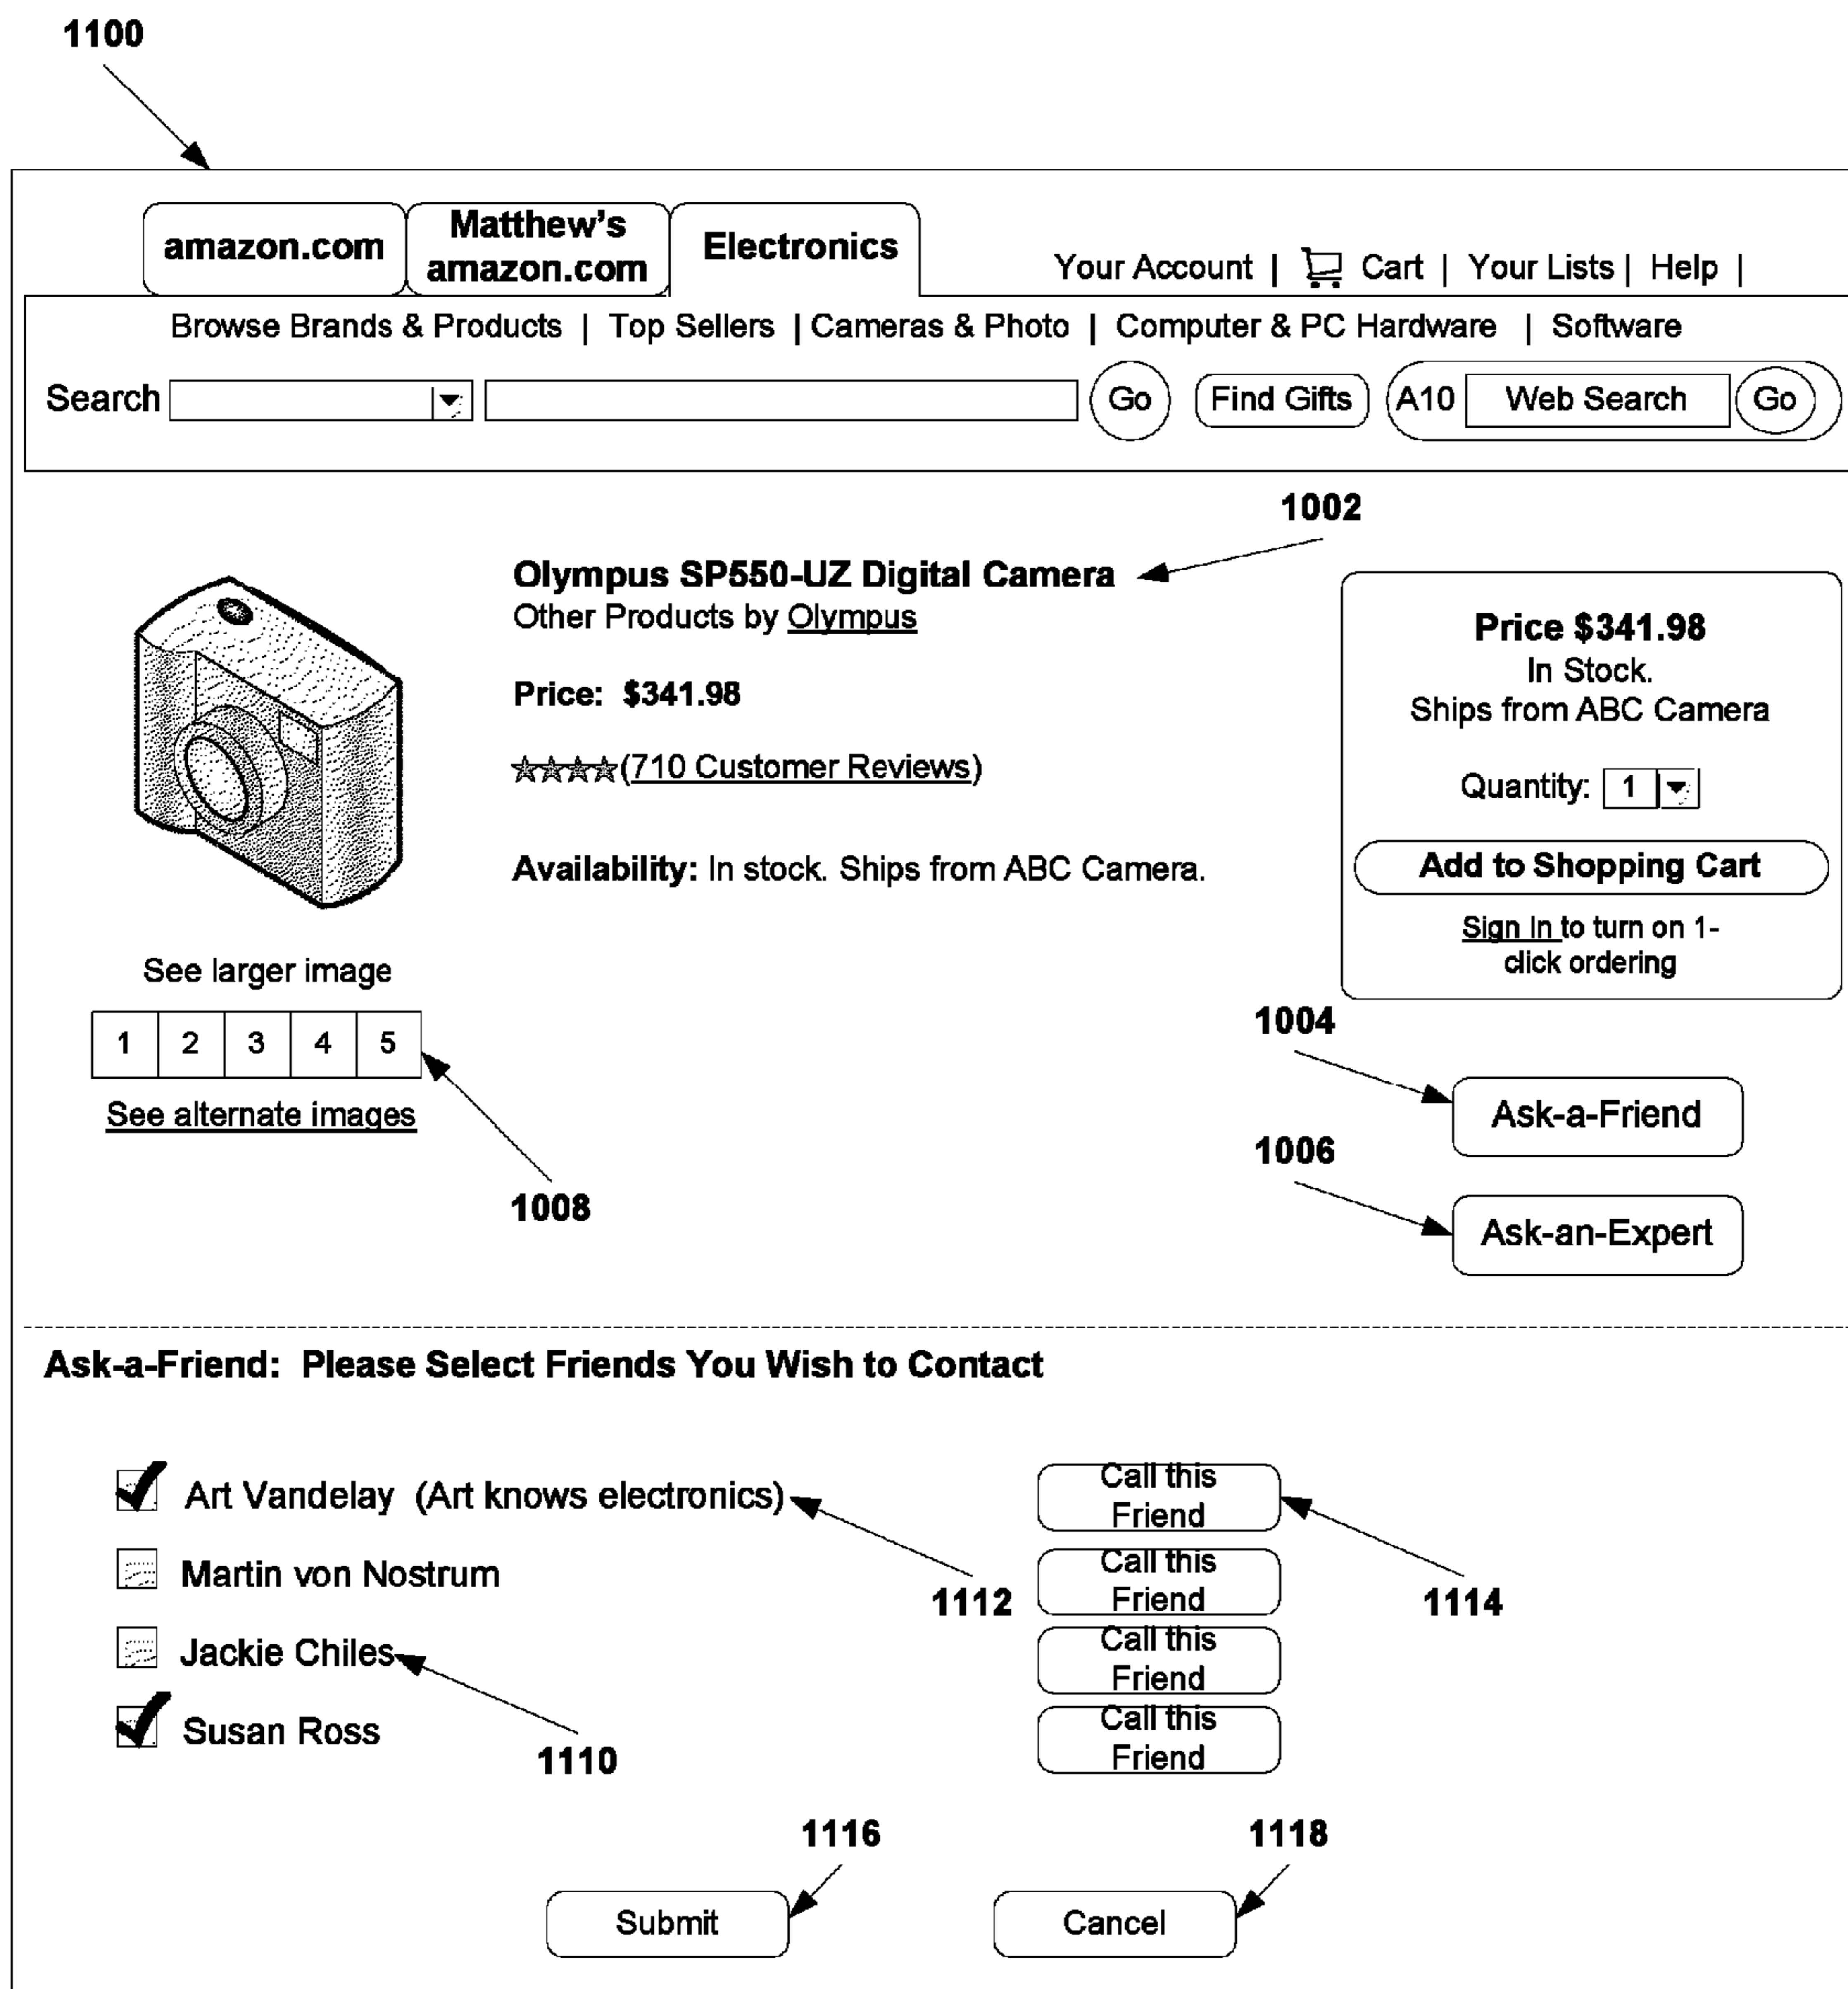 1100
amazon.com
Matthew's
amazon.com
Electronics
Your Account | Cart | Your Lists | Help |
Browse Brands & Products | Top Sellers | Cameras & Photo | Computer & PC Hardware | Software
Search Go Find Gifts A10 Web Search Go
1002
Olympus SP550-UZ Digital Camera
Other Products by Olympus
Price: $341.98
(710 Customer Reviews)
Availability: In stock. Ships from ABC Camera.
Price $341.98
In Stock.
Ships from ABC Camera
Quantity: 1
Add to Shopping Cart
Sign In to turn on 1-
click ordering
See larger image
1 2 3 4 5
See alternate images
1008
1004
Ask-a-Friend
1006
Ask-an-Expert
Ask-a-Friend: Please Select Friends You Wish to Contact
Art Vandelay (Art knows electronics)
Call this
Friend
1112
1114
Martin von Nostrum
Call this
Friend
Jackie Chiles
Call this
Friend
1110
Susan Ross
Call this
Friend
1116
1118
Submit
Cancel